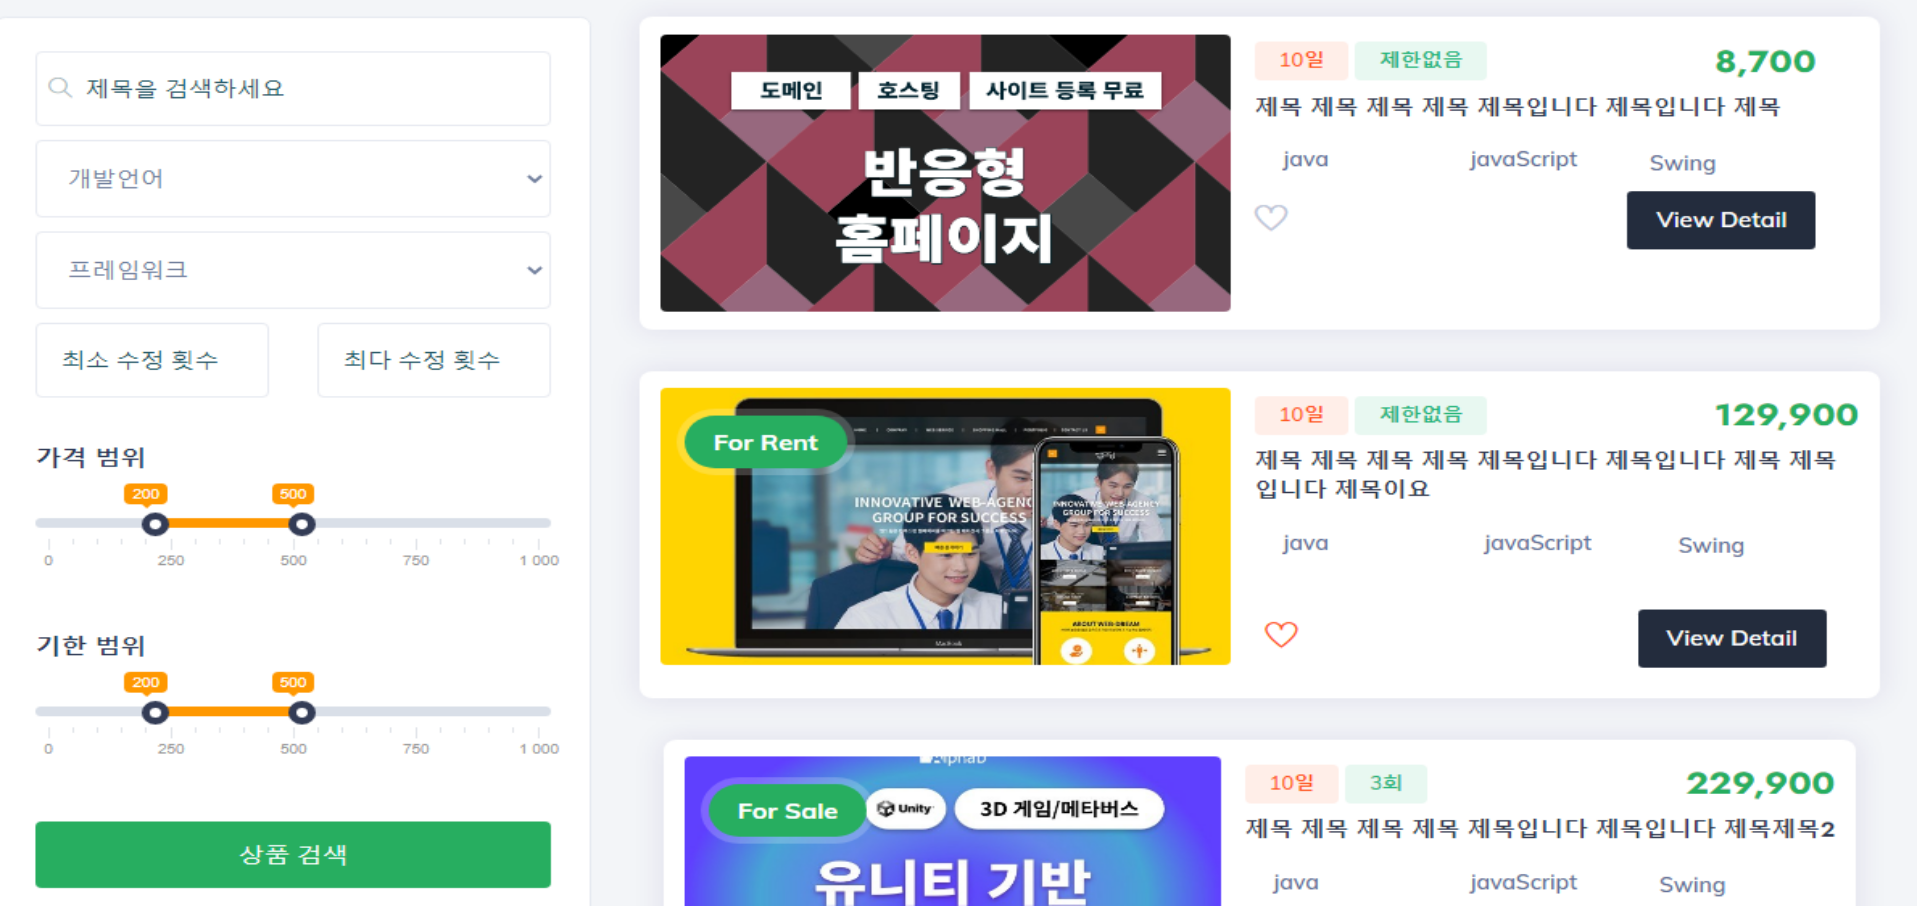 제목을 검색하세요
개발언어
프레임워크
최소 수정 횟수
최다 수정 횟수
가격 범위
200 500
0 250 500 750 1 000
기한 범위
200 500
0 250 500 750 1 000
상품 검색
도메인 호스팅 사이트 등록 무료
반응형
홈페이지
10일 제한없음 8,700
제목 제목 제목 제목 제목입니다 제목입니다 제목
java javaScript Swing
View Detail
For Rent
INNOVATIVE WEB-AGENC
GROUP FOR SUCCESS
INNOVATIVE WEB-AGENCY
GROUP FOR SUCCESS
ABOUT WEB-DREAM
MacBook
10일 제한없음 129,900
제목 제목 제목 제목 제목입니다 제목입니다 제목 제목
입니다 제목이요
java javaScript Swing
View Detail
For Sale
Unity
3D 게임/메타버스
유니티 기반
10일 3회 229,900
제목 제목 제목 제목 제목입니다 제목입니다 제목제목2
java javaScript Swing